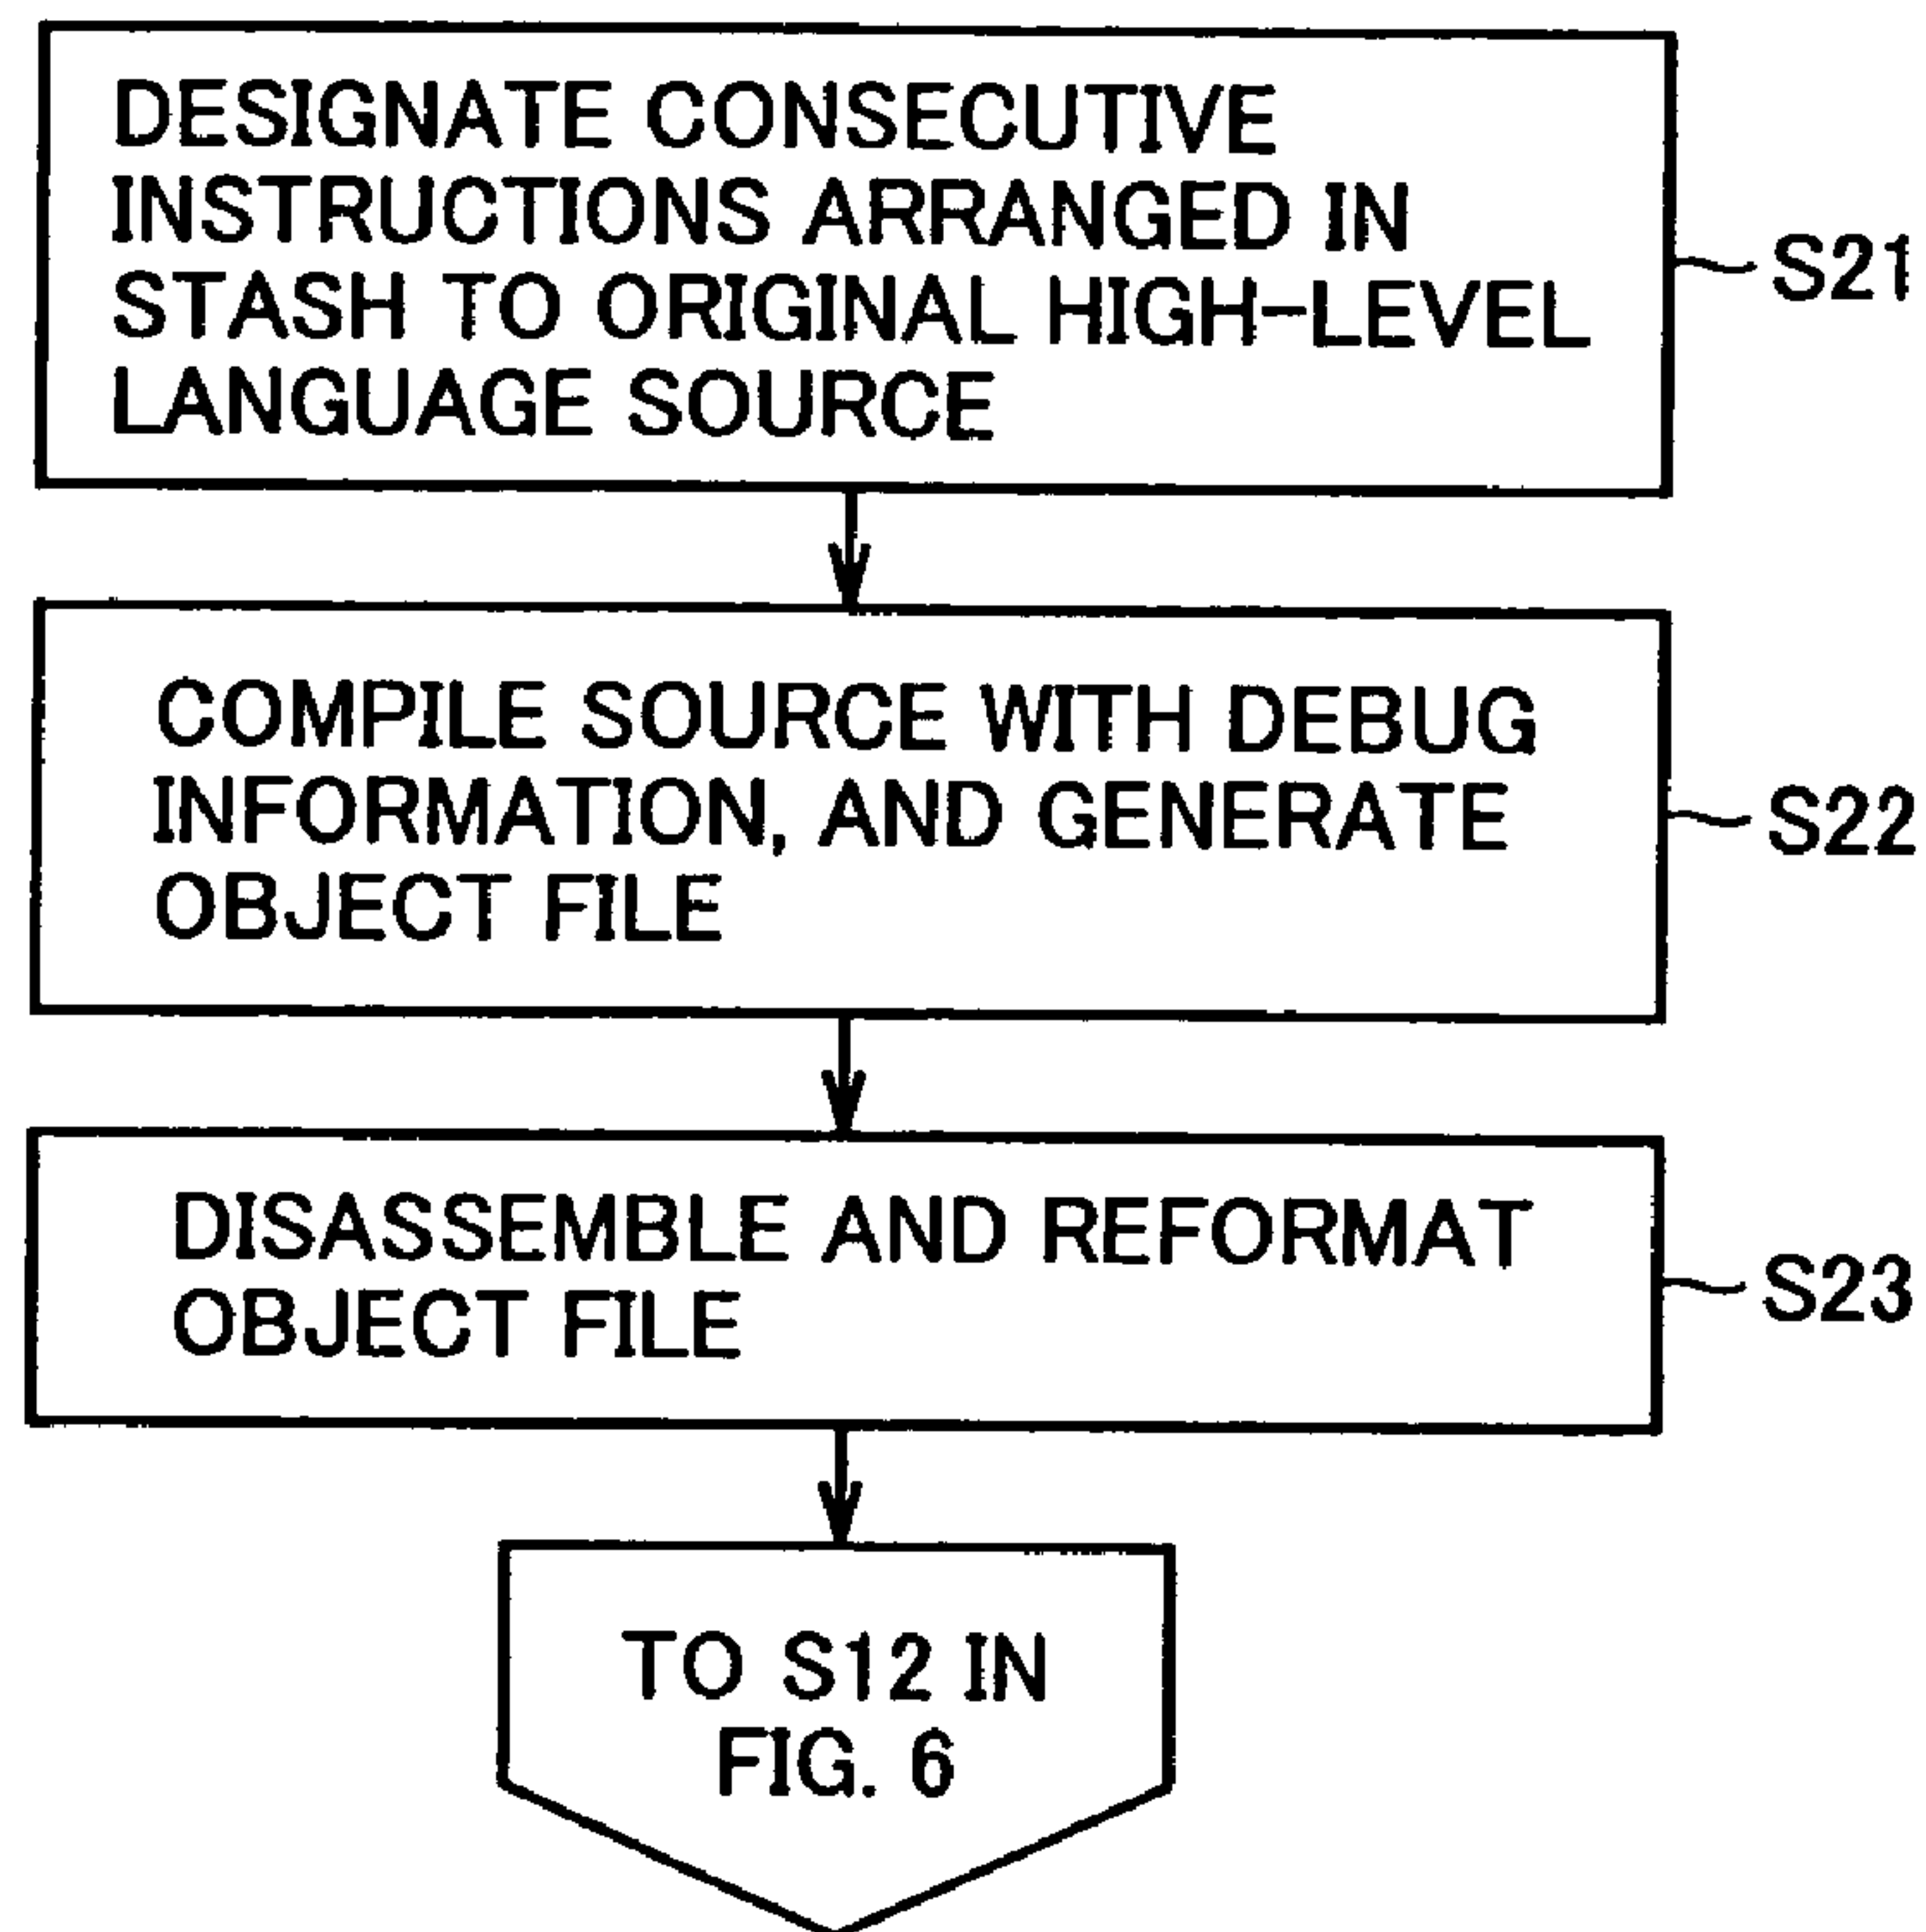 DESIGNATE CONSECUTIVE
INSTRUCTIONS ARRANGED IN
STASH TO ORIGINAL HIGH-LEVEL
LANGUAGE SOURCE
S21
COMPILE SOURCE WITH DEBUG
INFORMATION, AND GENERATE
OBJECT FILE
S22
DISASSEMBLE AND REFORMAT
OBJECT FILE
S23
TO S12 IN
FIG. 6